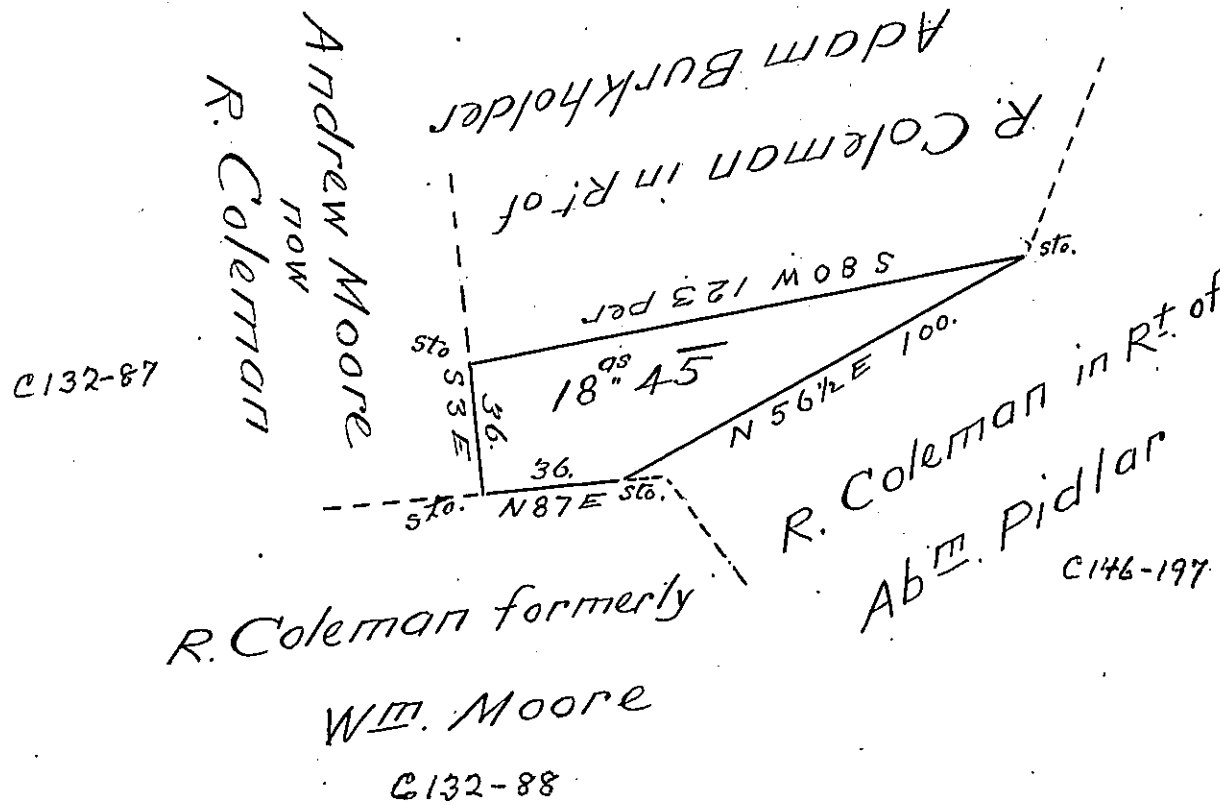 Andrew Moore
now
R. Coleman
C132-87
R. Coleman in Rt. of
Adam Burkholder
S 80 W 123 per
sto.
sto
18 as " 45
S 3 E
36.
N 56 1/2 E 100.
36.
N 87 E
sto.
sto.
R. Coleman in Rt. of
Abm. Pidlar
C146-197
R. Coleman formerly
Wm. Moore
C132-88